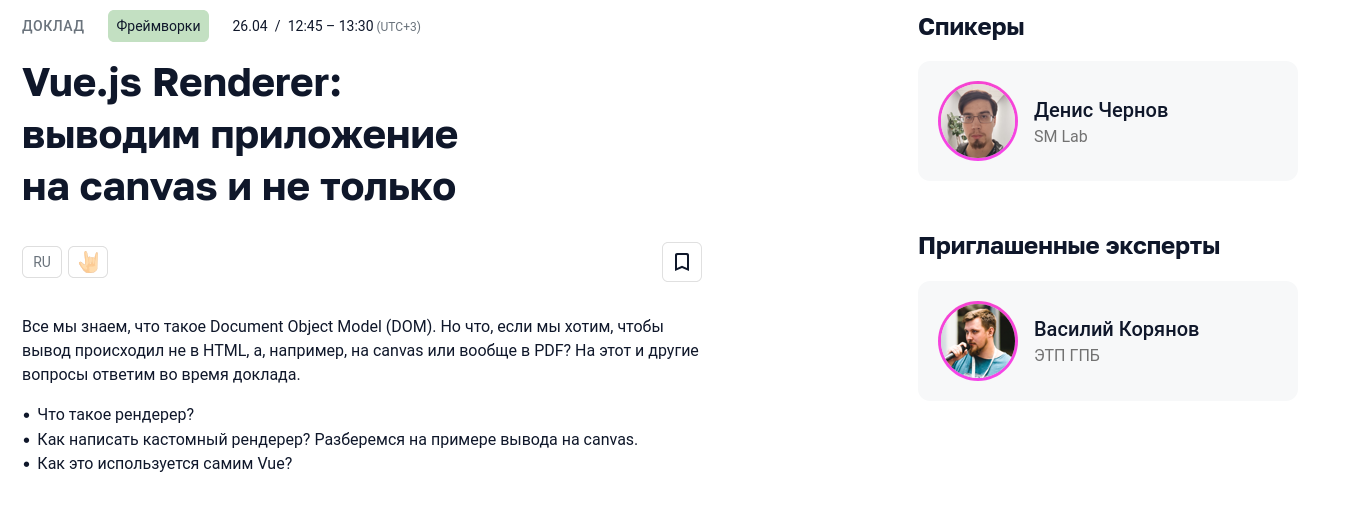 ДОКЛАД Фреймворки 26.04 / 12:45 – 13:30 (UTC+3)
Vue.js Renderer:
выводим приложение
на canvas и не только
RU
Все мы знаем, что такое Document Object Model (DOM). Но что, если мы хотим, чтобы
вывод происходил не в HTML, а, например, на canvas или вообще в PDF? На этот и другие
вопросы ответим во время доклада.
• Что такое рендерер?
• Как написать кастомный рендерер? Разберемся на примере вывода на canvas.
• Как это используется самим Vue?
Спикеры
Денис Чернов
SM Lab
Приглашенные эксперты
Василий Корянов
ЭТП ГПБ